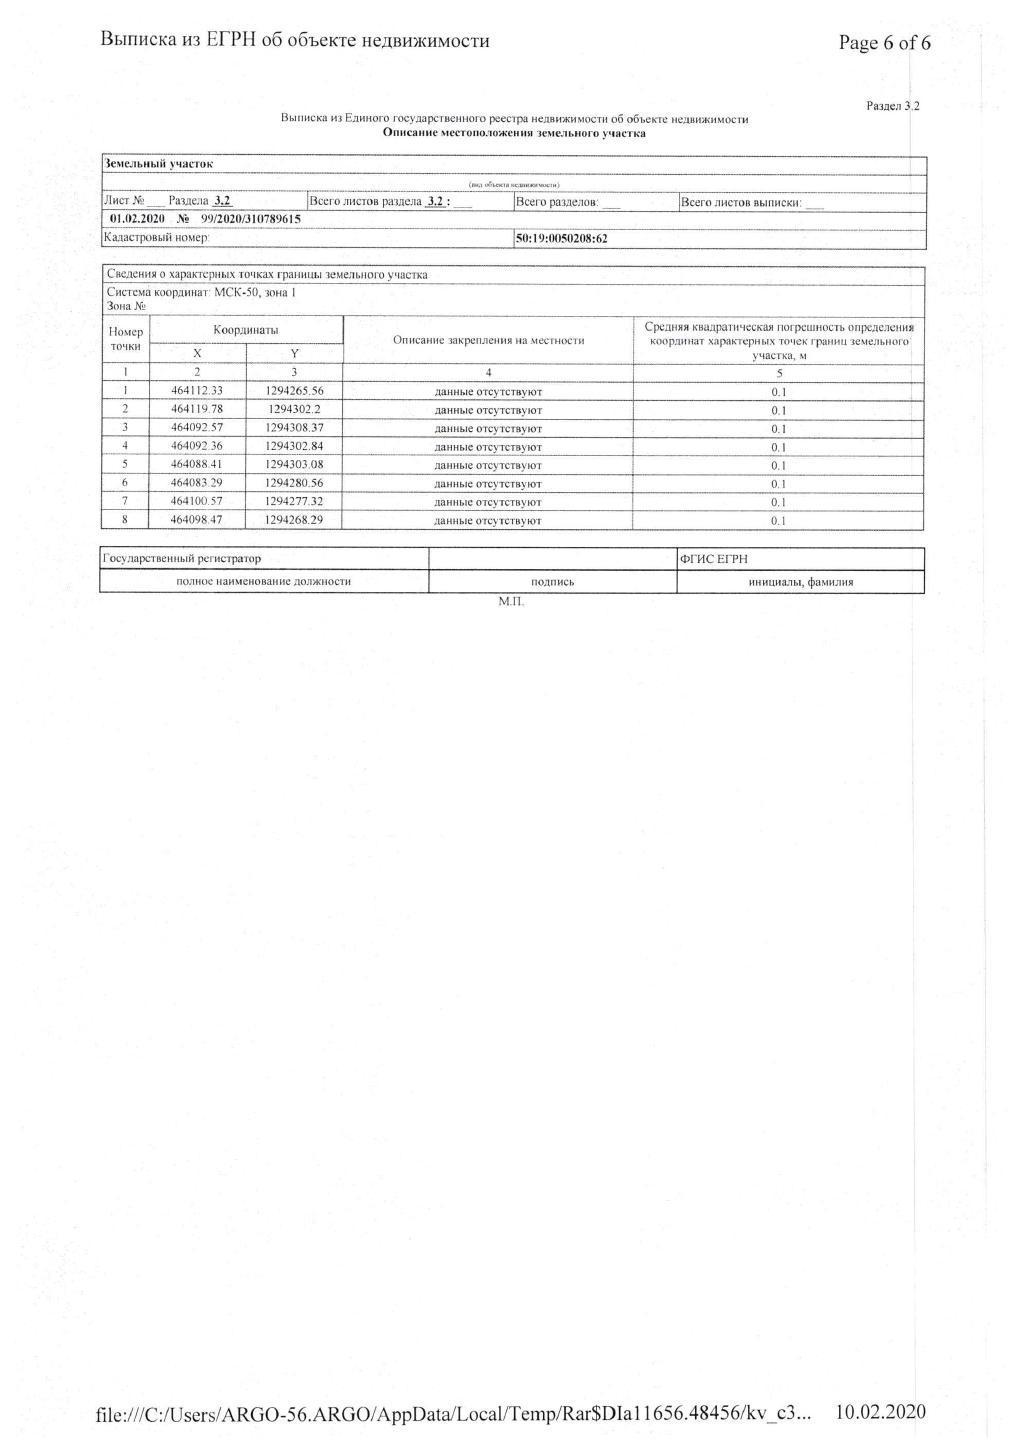 Выписка из ЕГРН об объекте недвижимости
Page 6 of 6
Раздел 3.2
Выписка из Единого государственного реестра недвижимости об объекте недвижимости
Описание местоположения земельного участка
Земельный участок
(вид объекта недвижимости)
Лист № ___ Раздела 3.2 Всего листов раздела 3.2 : ___ Всего разделов: ___ Всего листов выписки: ___
01.02.2020 № 99/2020/310789615
Кадастровый номер: 50:19:0050208:62
Сведения о характерных точках границы земельного участка
Система координат: МСК-50, зона 1
Зона №
Номер точки Координаты Описание закрепления на местности Средняя квадратическая погрешность определения координат характерных точек границ земельного участка, м
X Y
1 2 3 4 5
1 464112.33 1294265.56 данные отсутствуют 0.1
2 464119.78 1294302.2 данные отсутствуют 0.1
3 464092.57 1294308.37 данные отсутствуют 0.1
4 464092.36 1294302.84 данные отсутствуют 0.1
5 464088.41 1294303.08 данные отсутствуют 0.1
6 464083.29 1294280.56 данные отсутствуют 0.1
7 464100.57 1294277.32 данные отсутствуют 0.1
8 464098.47 1294268.29 данные отсутствуют 0.1
Государственный регистратор ФГИС ЕГРН
полное наименование должности подпись инициалы, фамилия
М.П.
file:///C:/Users/ARGO-56.ARGO/AppData/Local/Temp/Rar$DIa11656.48456/kv_c3... 10.02.2020